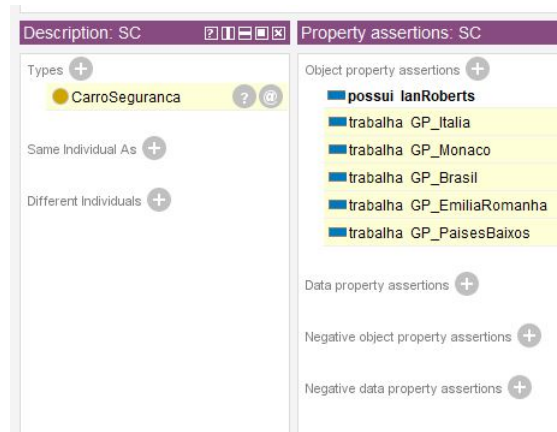 Description: SC
Types
CarroSeguranca
Same Individual As
Different Individuals
Property assertions: SC
Object property assertions
possui IanRoberts
trabalha GP_Italia
trabalha GP_Monaco
trabalha GP_Brasil
trabalha GP_EmiliaRomanha
trabalha GP_PaisesBaixos
Data property assertions
Negative object property assertions
Negative data property assertions